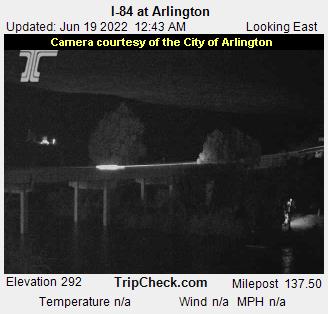 I-84 at Arlington
Updated: Jun 19 2022 12:43 AM Looking East
Camera courtesy of the City of Arlington
Elevation 292 TripCheck.com Milepost 137.50
Temperature n/a Wind n/a MPH n/a